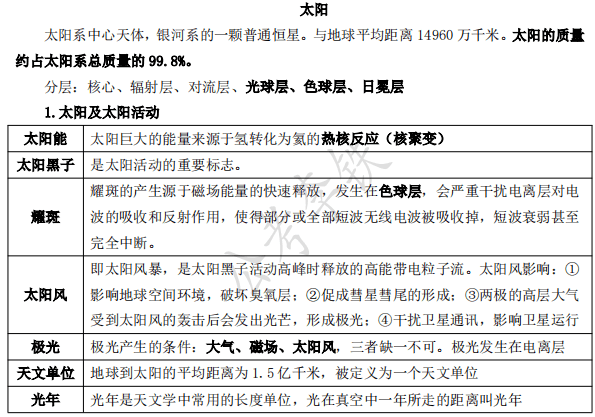 太阳
太阳系中心天体，银河系的一颗普通恒星。与地球平均距离 14960 万千米。太阳的质量
约占太阳系总质量的 99.8%。
分层：核心、辐射层、对流层、光球层、色球层、日冕层
1.太阳及太阳活动
太阳能 太阳巨大的能量来源于氢转化为氦的热核反应（核聚变）
太阳黑子 是太阳活动的重要标志。
耀斑 耀斑的产生源于磁场能量的快速释放，发生在色球层，会严重干扰电离层对电
波的吸收和反射作用，使得部分或全部短波无线电波被吸收掉，短波衰弱甚至
完全中断。
太阳风 即太阳风暴，是太阳黑子活动高峰时释放的高能带电粒子流。太阳风影响：①
影响地球空间环境，破坏臭氧层；②促成彗星彗尾的形成；③两极的高层大气
受到太阳风的轰击后会发出光芒，形成极光；④干扰卫星通讯，影响卫星运行
极光 极光产生的条件：大气、磁场、太阳风，三者缺一不可。极光发生在电离层
天文单位 地球到太阳的平均距离为 1.5 亿千米，被定义为一个天文单位
光年 光年是天文学中常用的长度单位，光在真空中一年所走的距离叫光年
公考李铁